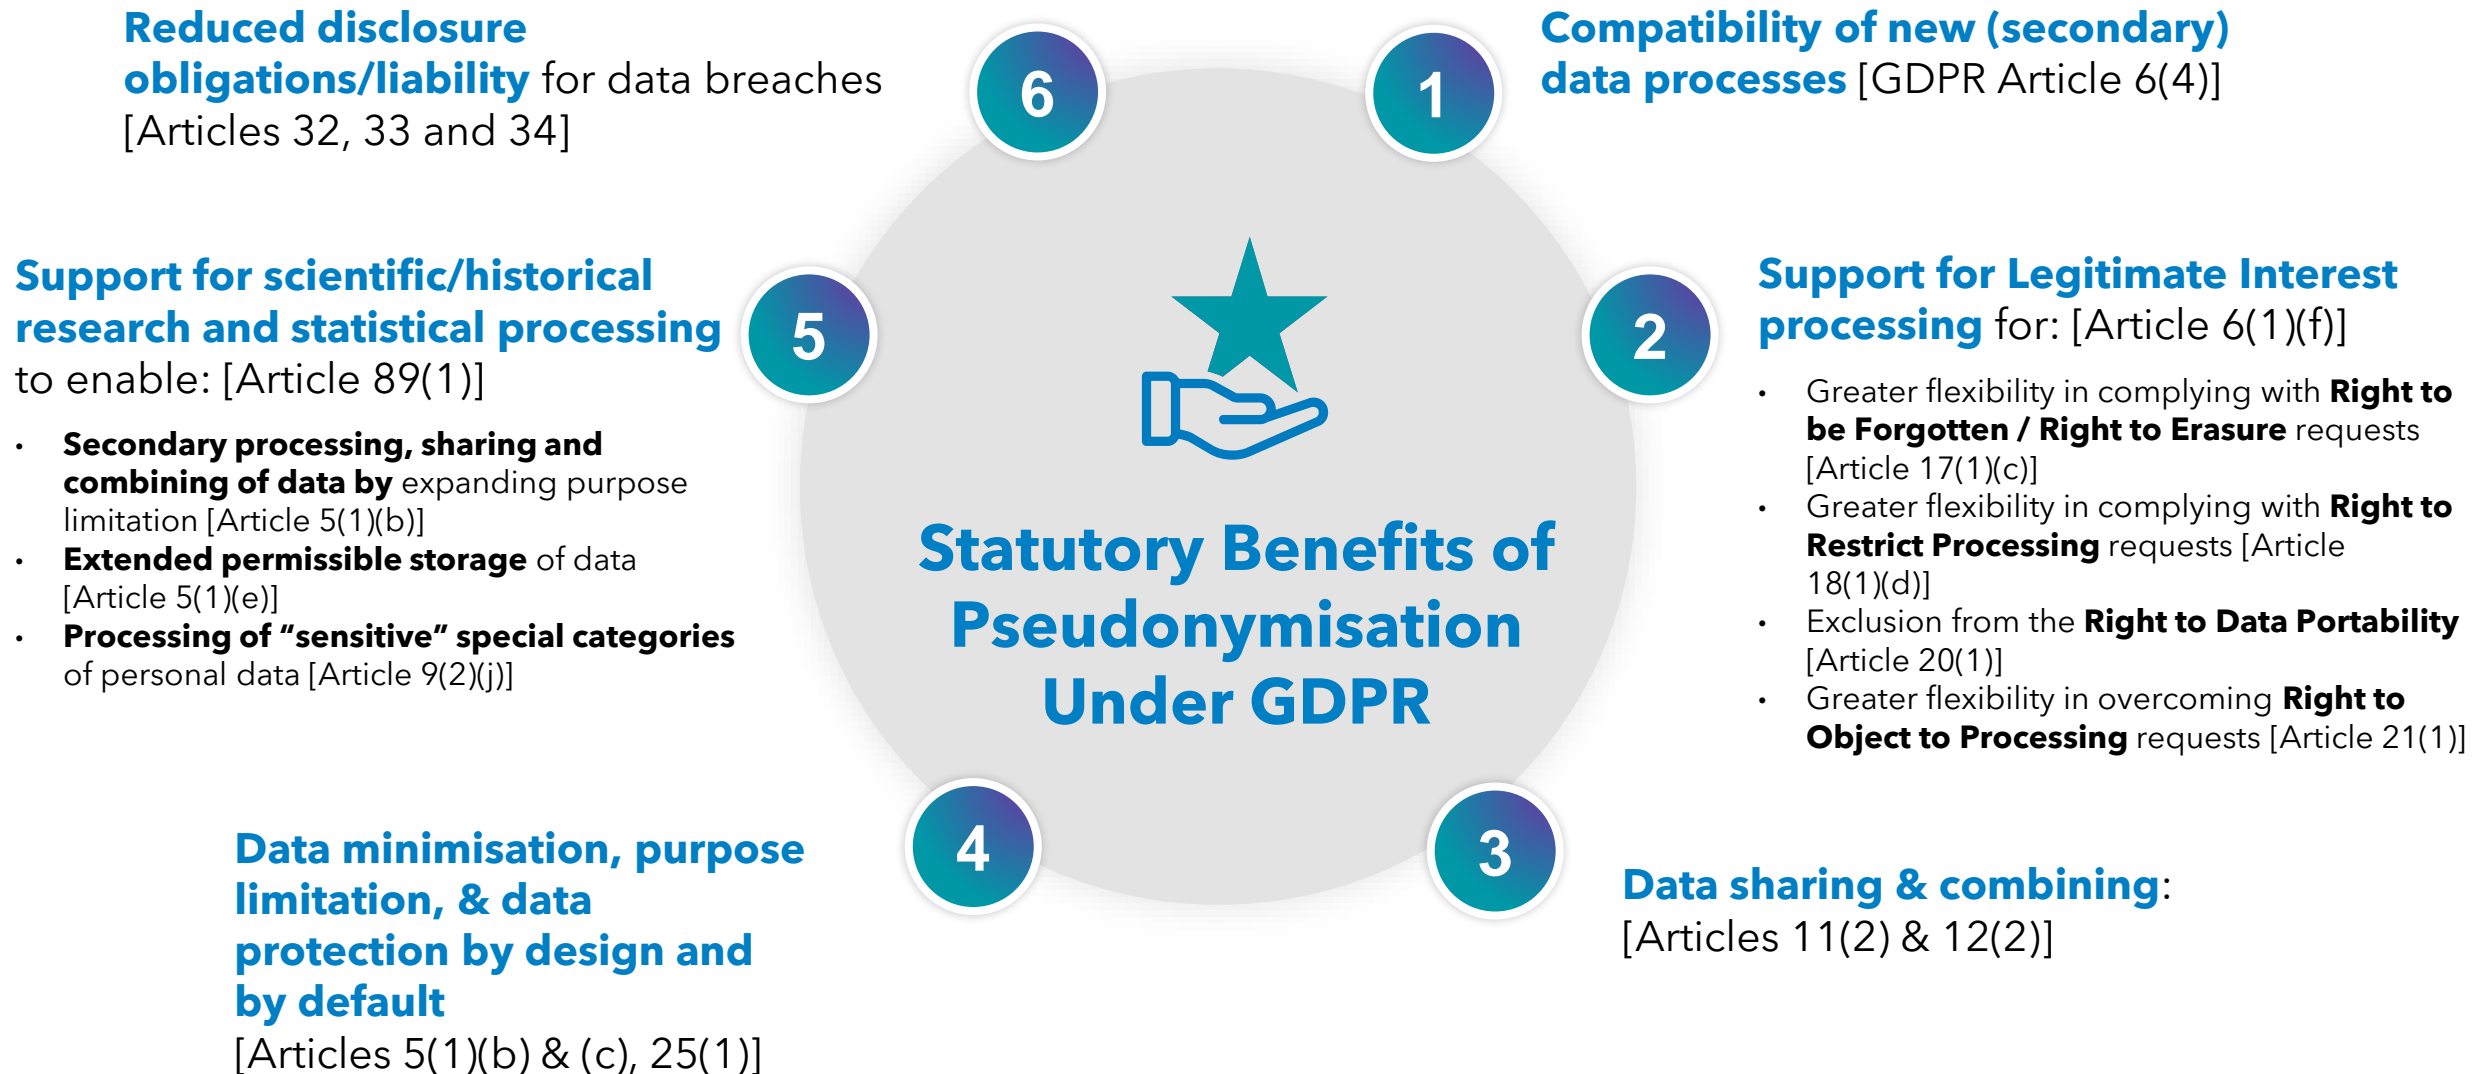 Statutory Benefits of
Pseudonymisation
Under GDPR
1
Compatibility of new (secondary)
data processes [GDPR Article 6(4)]
2
Support for Legitimate Interest
processing for: [Article 6(1)(f)]
• Greater flexibility in complying with Right to
be Forgotten / Right to Erasure requests
[Article 17(1)(c)]
• Greater flexibility in complying with Right to
Restrict Processing requests [Article
18(1)(d)]
• Exclusion from the Right to Data Portability
[Article 20(1)]
• Greater flexibility in overcoming Right to
Object to Processing requests [Article 21(1)]
3
Data sharing & combining:
[Articles 11(2) & 12(2)]
4
Data minimisation, purpose
limitation, & data
protection by design and
by default
[Articles 5(1)(b) & (c), 25(1)]
5
Support for scientific/historical
research and statistical processing
to enable: [Article 89(1)]
• Secondary processing, sharing and
combining of data by expanding purpose
limitation [Article 5(1)(b)]
• Extended permissible storage of data
[Article 5(1)(e)]
• Processing of “sensitive” special categories
of personal data [Article 9(2)(j)]
6
Reduced disclosure
obligations/liability for data breaches
[Articles 32, 33 and 34]